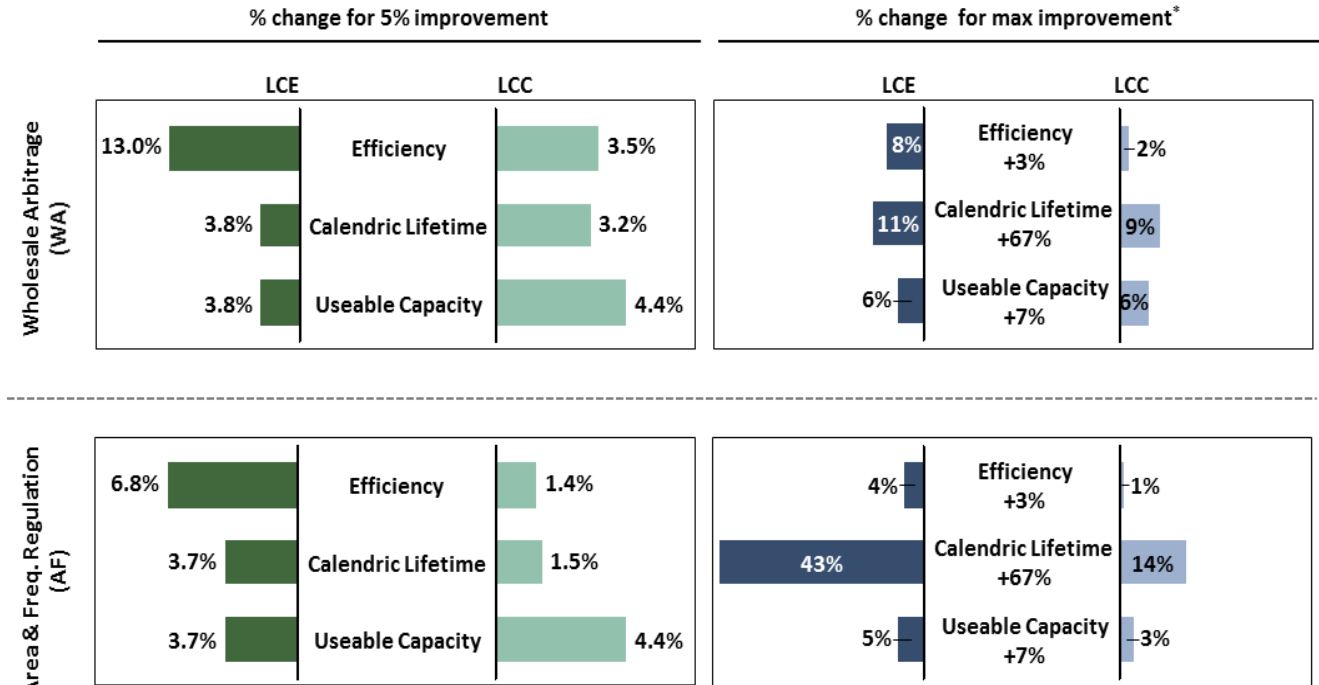 % change for 5% improvement
% change for max improvement*
LCE
LCC
LCE
LCC
Wholesale Arbitrage
(WA)
13.0%
Efficiency
3.5%
3.8%
Calendric Lifetime
3.2%
3.8%
Useable Capacity
4.4%
8%
Efficiency
+3%
2%
11%
Calendric Lifetime
+67%
9%
6%
Useable Capacity
+7%
6%
Area & Freq. Regulation
(AF)
6.8%
Efficiency
1.4%
3.7%
Calendric Lifetime
1.5%
3.7%
Useable Capacity
4.4%
4%
Efficiency
+3%
1%
43%
Calendric Lifetime
+67%
14%
5%
Useable Capacity
+7%
3%